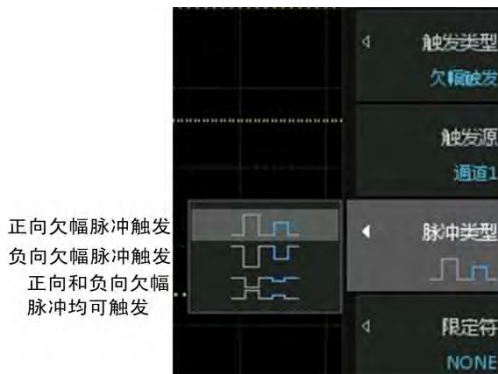 触发类型
欠幅触发
触发源
通道1
正向欠幅脉冲触发
负向欠幅脉冲触发
正向和负向欠幅
脉冲均可触发
脉冲类型
限定符
NONE